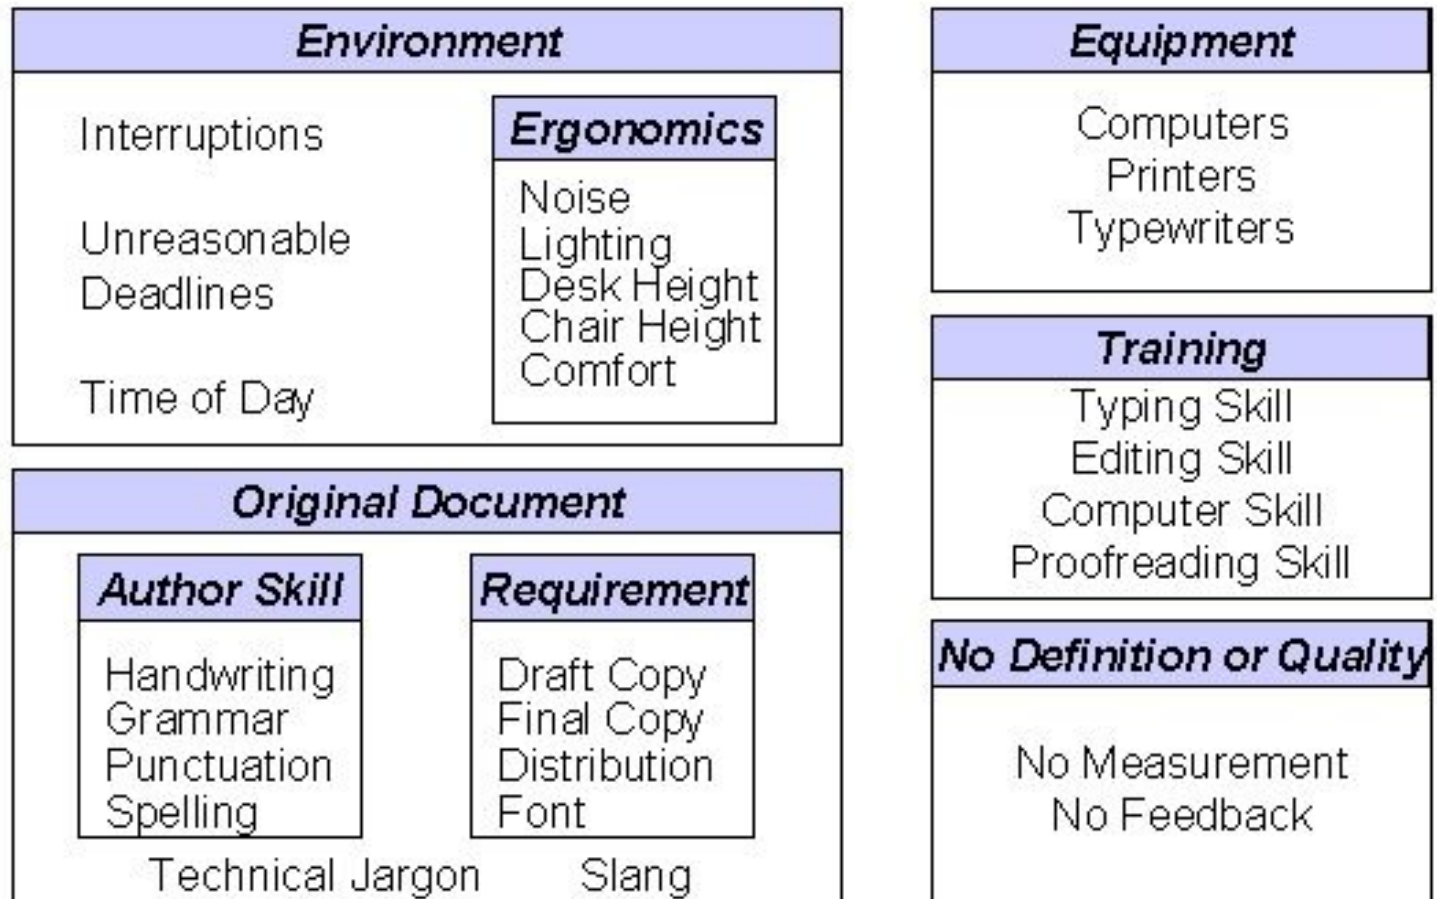 Environment
Interruptions
Unreasonable
Deadlines
Time of Day
Ergonomics
Noise
Lighting
Desk Height
Chair Height
Comfort
Original Document
Author Skill
Handwriting
Grammar
Punctuation
Spelling
Requirement
Draft Copy
Final Copy
Distribution
Font
Technical Jargon
Slang
Equipment
Computers
Printers
Typewriters
Training
Typing Skill
Editing Skill
Computer Skill
Proofreading Skill
No Definition or Quality
No Measurement
No Feedback